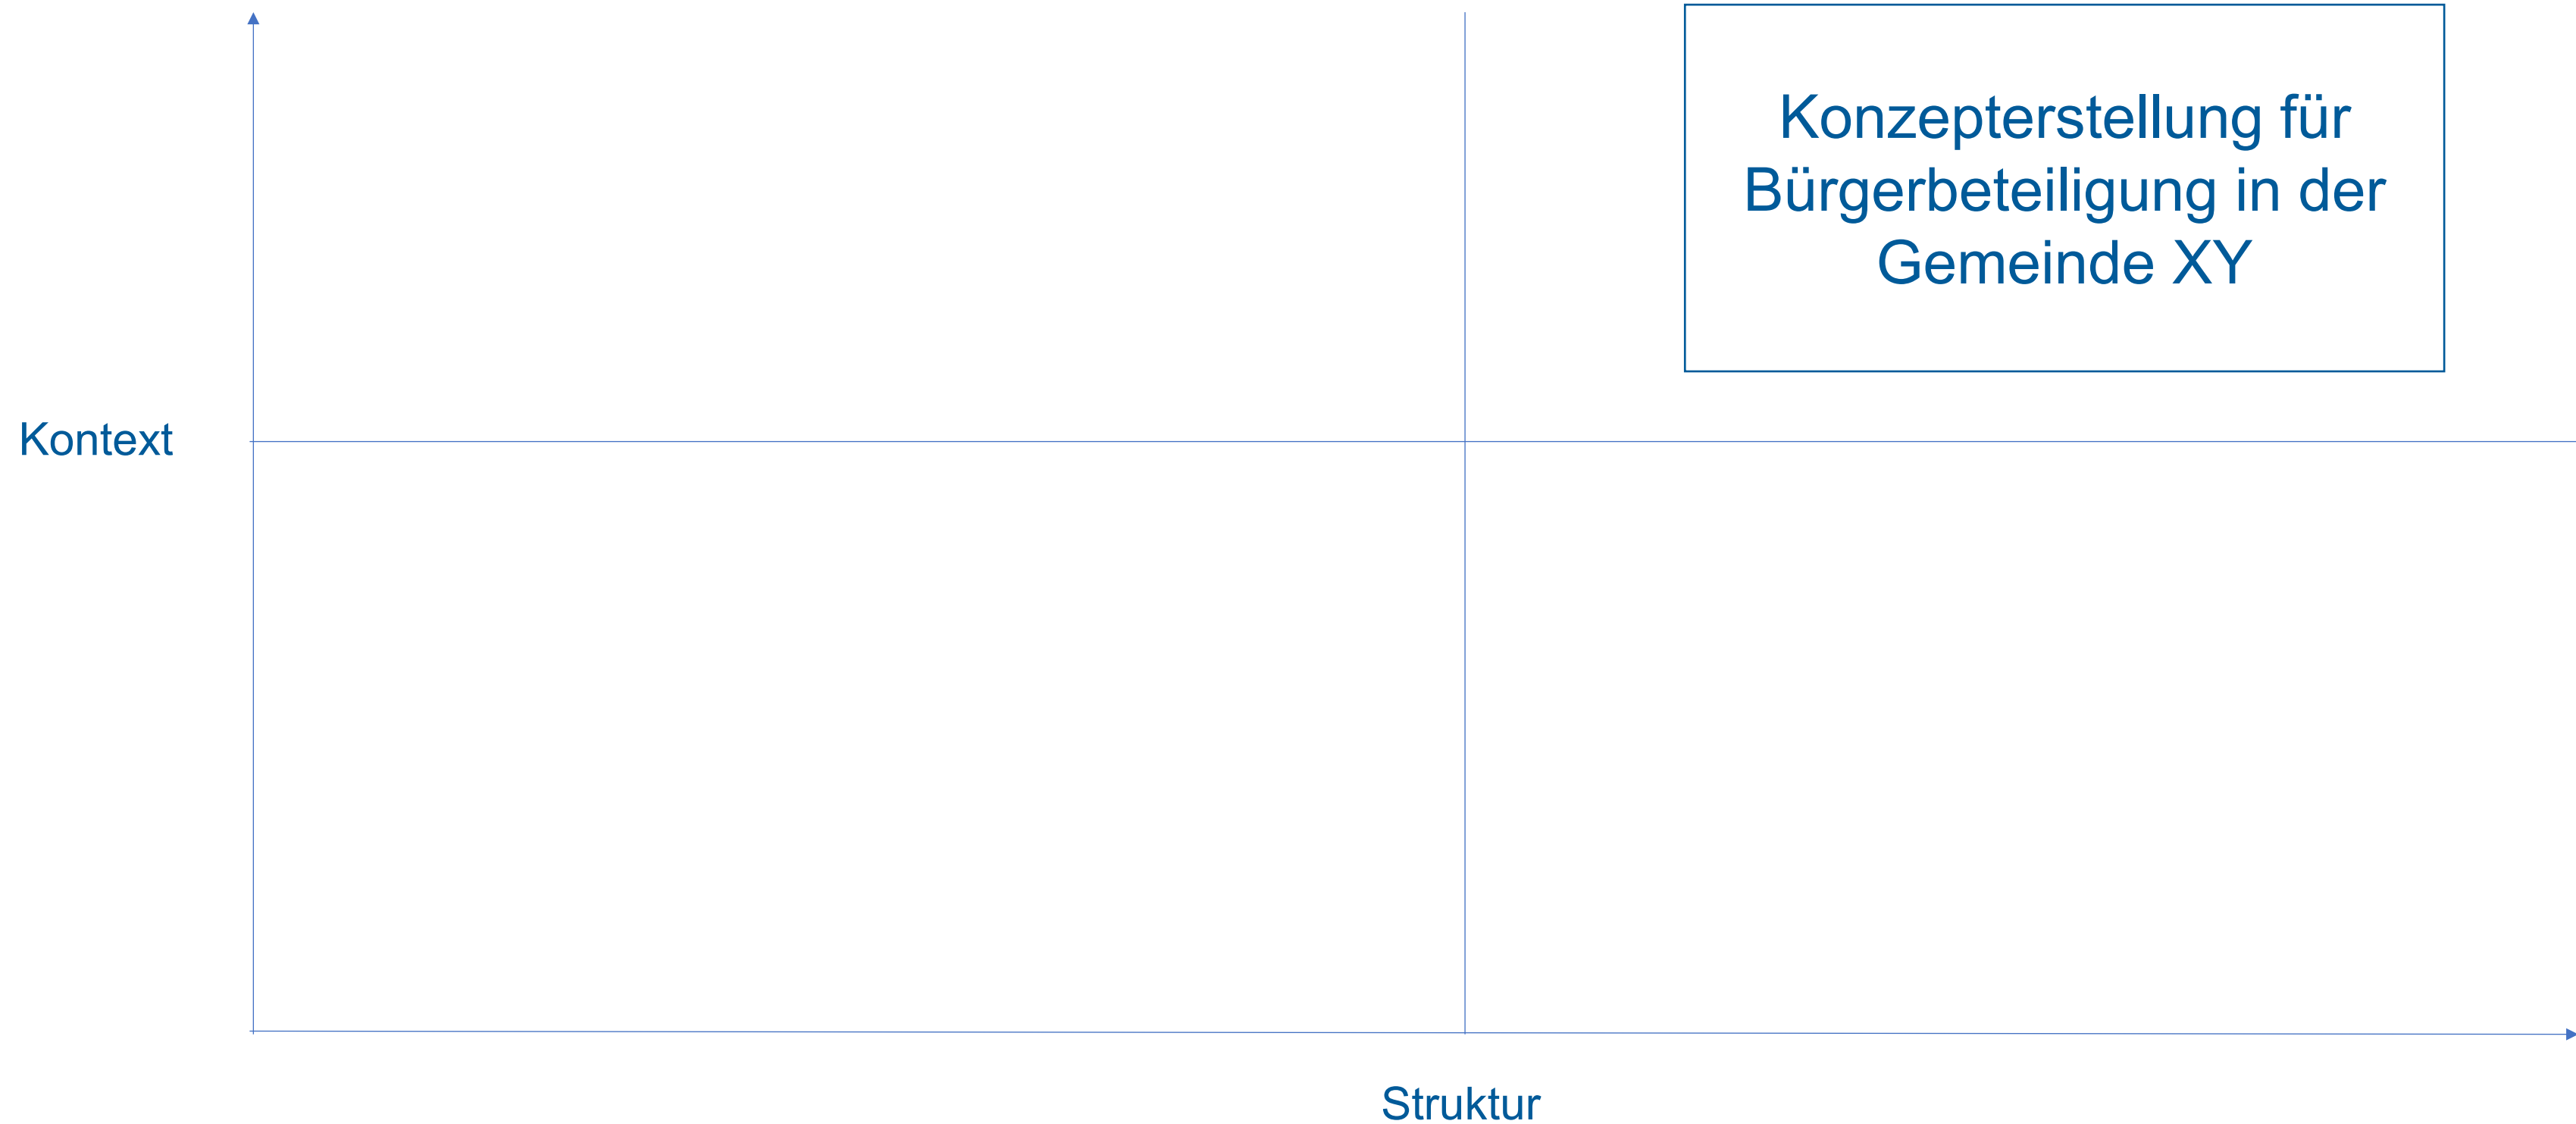 Konzepterstellung für
Bürgerbeteiligung in der
Gemeinde XY
Kontext
Struktur